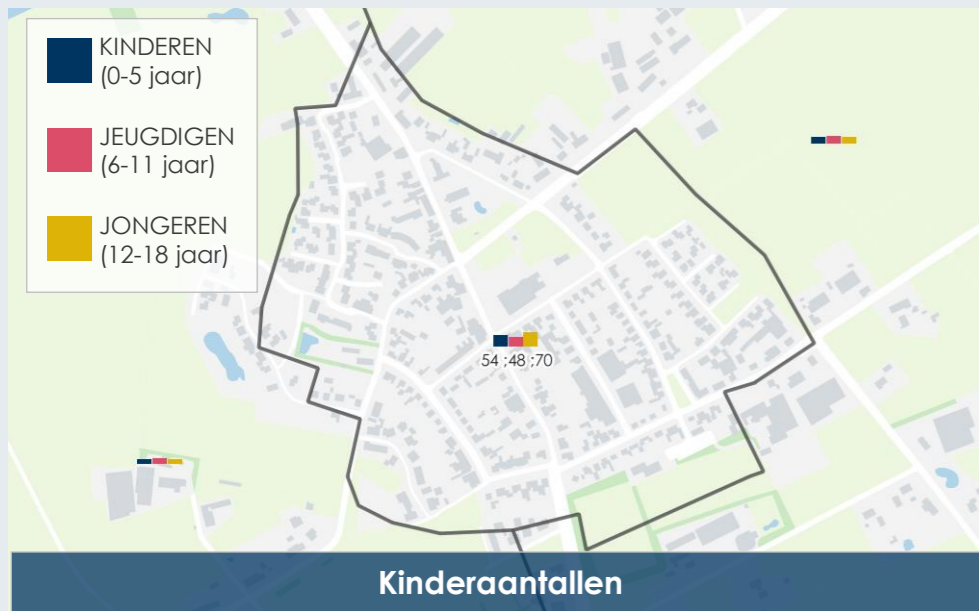 KINDEREN
(0-5 jaar)
JEUGDIGEN
(6-11 jaar)
JONGEREN
(12-18 jaar)
54 ;48 ;70
Kinderaantallen